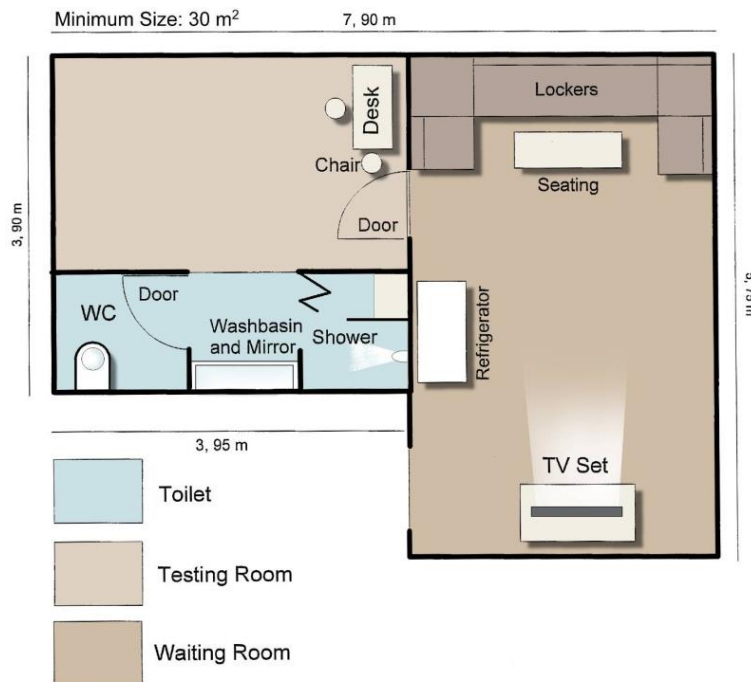 Minimum Size: 30 m²
7, 90 m
Lockers
Desk
Chair
Seating
Door
3, 90 m
Door
WC
Washbasin
and Mirror
Shower
Refrigerator
3, 95 m
TV Set
Toilet
Testing Room
Waiting Room